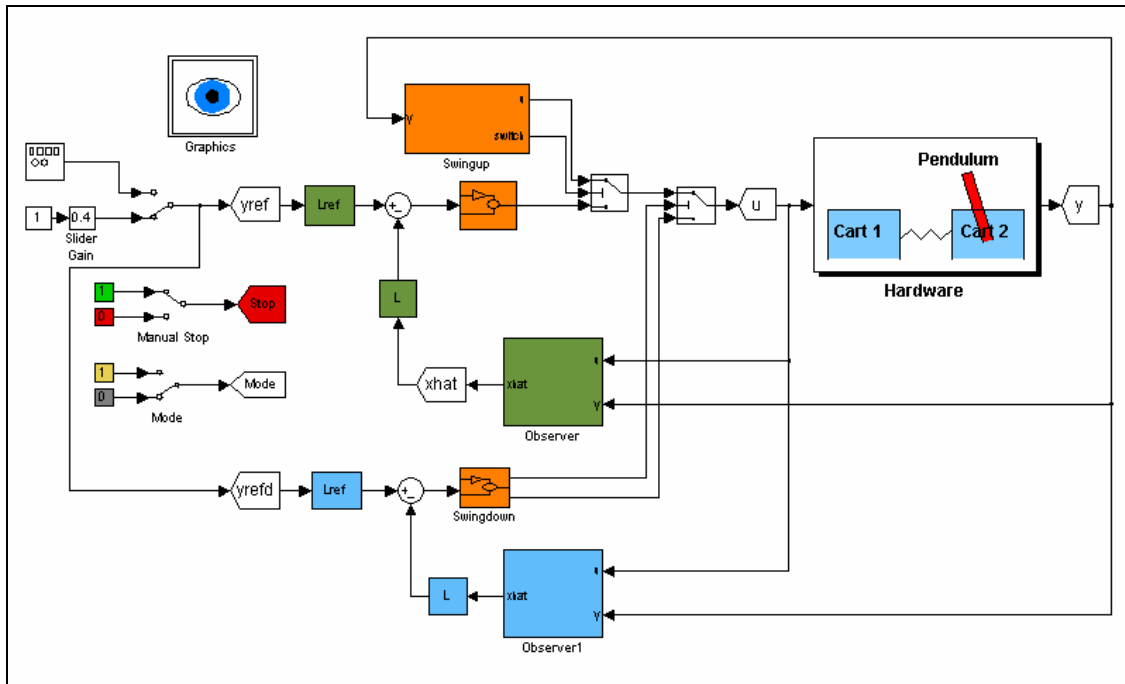 Graphics
y
u
switch
Swingup
1
0.4
Slider
Gain
yref
Lref
+
-
u
Pendulum
Cart 1
Cart 2
Hardware
y
1
0
Manual Stop
Stop
L
1
0
Mode
Mode
xhat
xhat
u
y
Observer
yrefd
Lref
+
-
Swingdown
L
xhat
u
y
Observer1